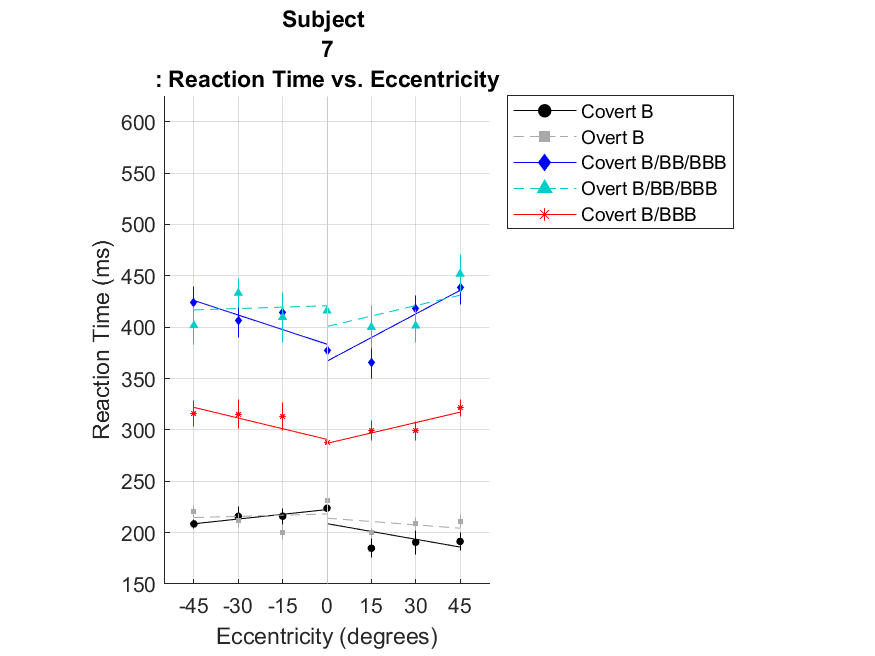 Subject
7
: Reaction Time vs. Eccentricity
Covert B
Overt B
Covert B/BB/BBB
Overt B/BB/BBB
Covert B/BBB
Reaction Time (ms)
600
550
500
450
400
350
300
250
200
150
-45 -30 -15 0 15 30 45
Eccentricity (degrees)